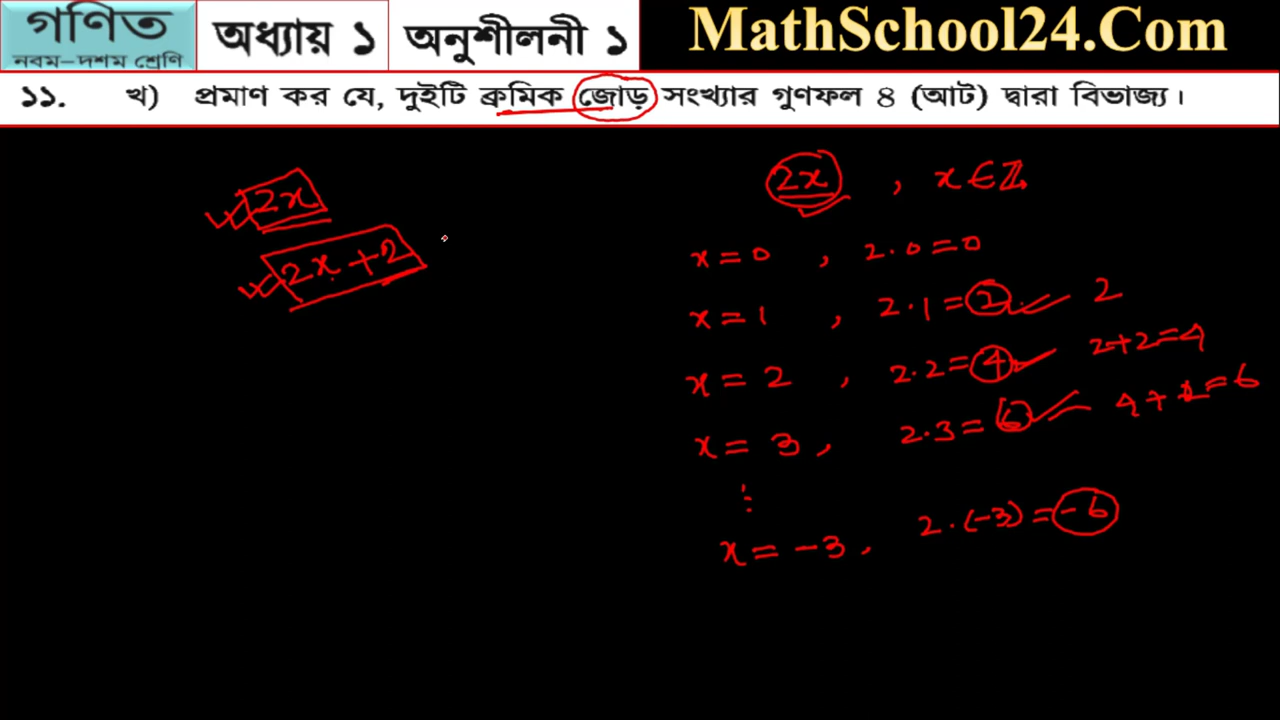 গণিত
নবম-দশম শ্রেণি
অধ্যায় ১
অনুশীলনী ১
MathSchool24.Com
১১. খ) প্রমাণ কর যে, দুইটি ক্রমিক জোড় সংখ্যার গুণফল 8 (আট) দ্বারা বিভাজ্য।
2x
2x+2
2x , x∈ℤ
x=0 , 2.0=0
x=1 , 2.1=2 2
x=2 , 2.2=4 2+2=4
x=3, 2.3=6 4+2=6
⋮
x=-3, 2.(-3)=-6